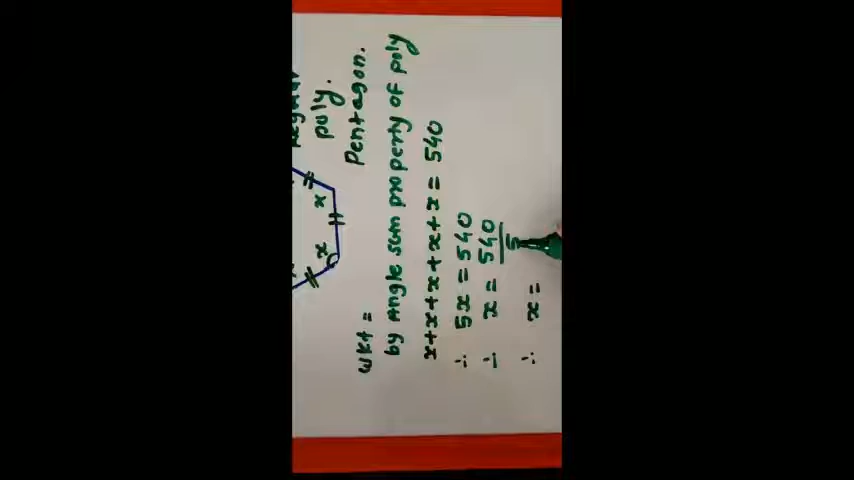 poly.
Pentagon.
x x
WKT =
by Angle sum property of poly
x+x+x+x+x = 540
∴ 5x = 540
∴ x = 540
5
∴ x =